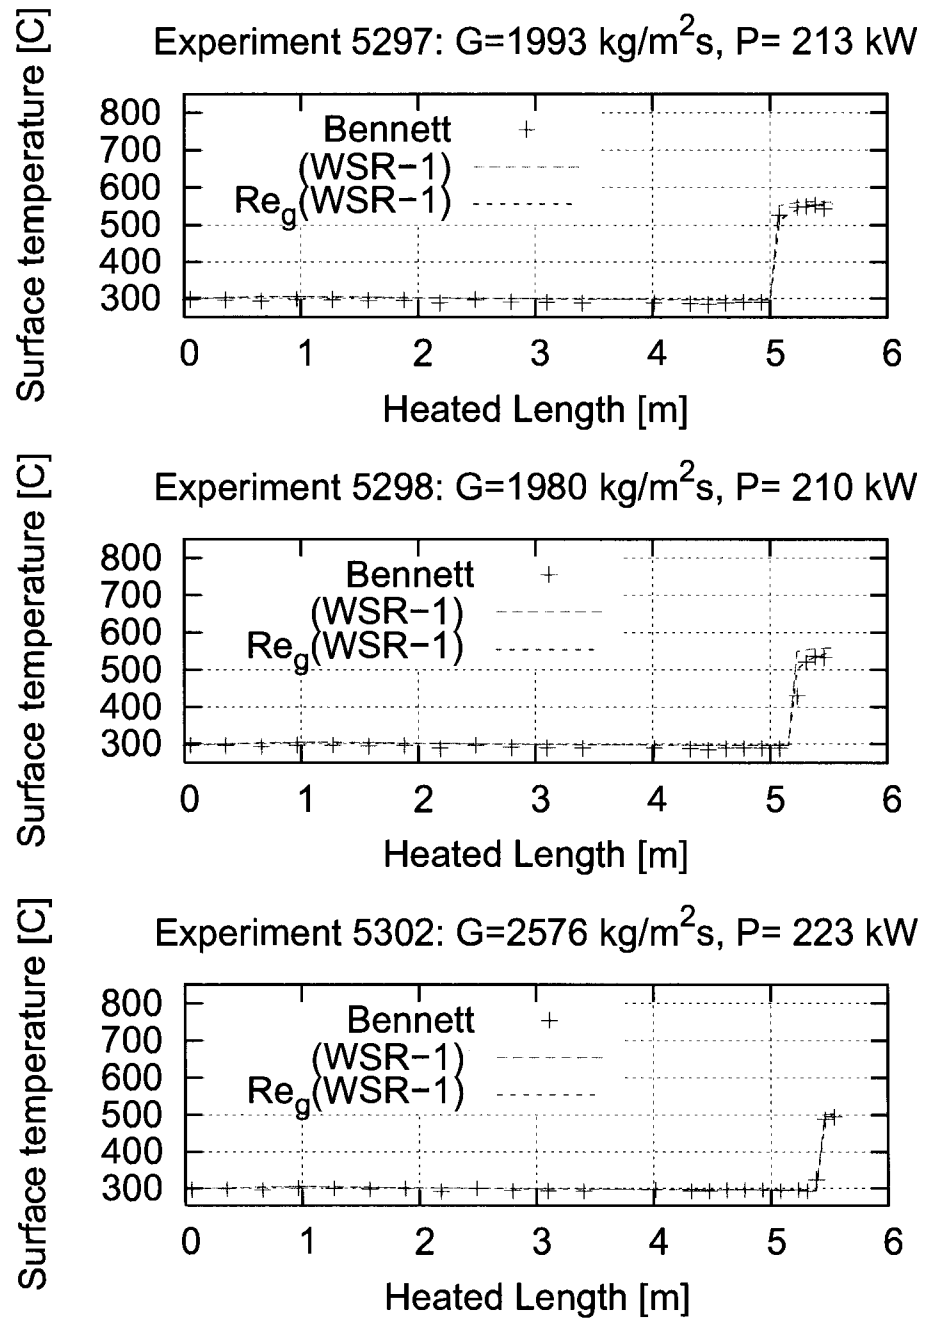 Experiment 5297: G=1993 kg/m²s, P= 213 kW
Surface temperature [C]
800
700
600
500
400
300
Bennett
(WSR−1)
Re_g(WSR−1)
0 1 2 3 4 5 6
Heated Length [m]
Experiment 5298: G=1980 kg/m²s, P= 210 kW
Surface temperature [C]
800
700
600
500
400
300
Bennett
(WSR−1)
Re_g(WSR−1)
0 1 2 3 4 5 6
Heated Length [m]
Experiment 5302: G=2576 kg/m²s, P= 223 kW
Surface temperature [C]
800
700
600
500
400
300
Bennett
(WSR−1)
Re_g(WSR−1)
0 1 2 3 4 5 6
Heated Length [m]